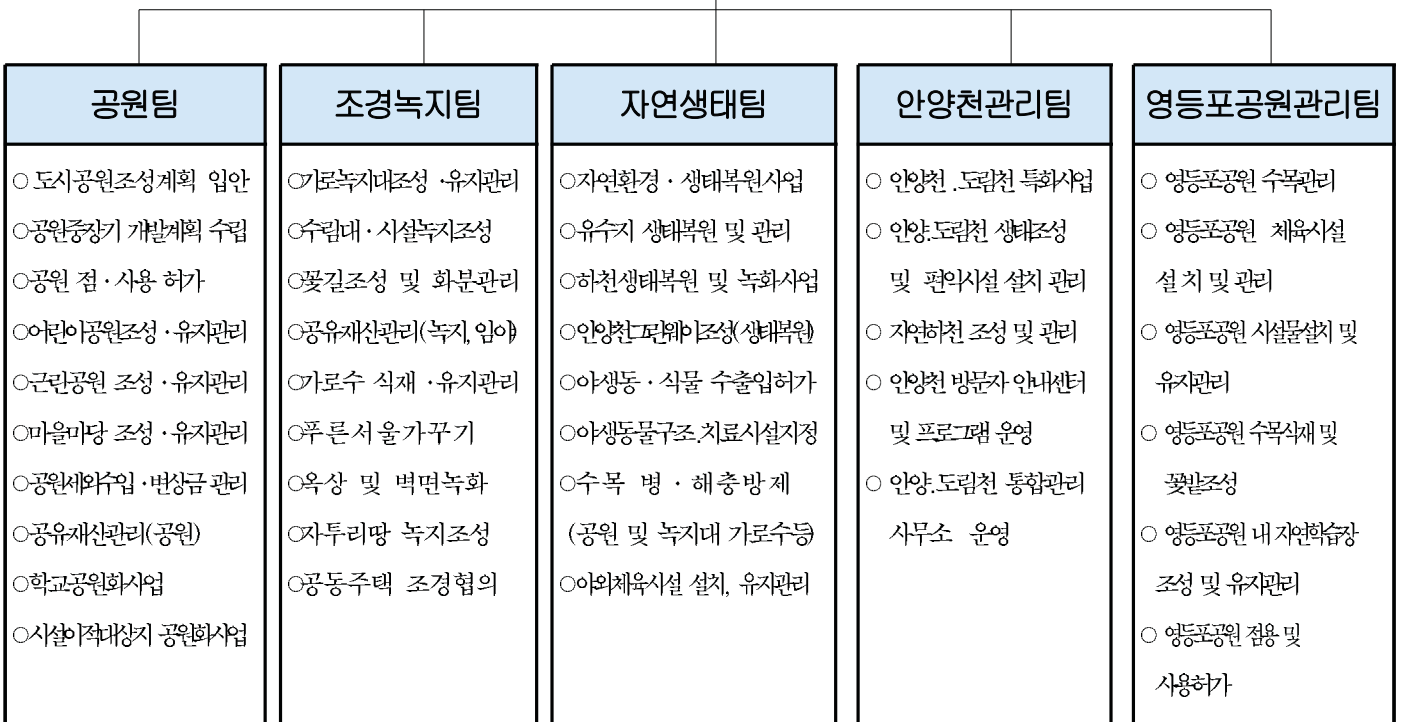 공원팀
○ 도시공원조성계획 입안
○공원중장기 개발계획 수립
○공원 점·사용 허가
○어린이공원조성·유지관리
○근린공원 조성·유지관리
○마을마당 조성·유지관리
○공원세외수입·변상금 관리
○공유재산관리(공원)
○학교공원화사업
○시설이적대상지 공원화사업
조경녹지팀
○가로녹지대조성·유지관리
○수림대·시설녹지조성
○꽃길조성 및 화분관리
○공유재산관리(녹지, 임야)
○가로수 식재·유지관리
○푸른서울가꾸기
○옥상 및 벽면녹화
○자투리땅 녹지조성
○공동주택 조경협의
자연생태팀
○자연환경·생태복원사업
○유수지 생태복원 및 관리
○하천생태복원 및 녹화사업
○안양천그린웨이조성(생태복원)
○야생동·식물 수출입허가
○야생동물구조.치료시설지정
○수목 병·해충방제
(공원 및 녹지대 가로수등)
○야외체육시설 설치, 유지관리
안양천관리팀
○ 안양천.도림천 특화사업
○ 안양.도림천 생태조성
및 편의시설 설치 관리
○ 자연하천 조성 및 관리
○ 안양천 방문자 안내센터
및 프로그램 운영
○ 안양.도림천 통합관리
사무소 운영
영등포공원관리팀
○ 영등포공원 수목관리
○ 영등포공원 체육시설
설치 및 관리
○ 영등포공원 시설물설치 및
유지관리
○ 영등포공원 수목식재 및
꽃밭조성
○ 영등포공원 내 자연학습장
조성 및 유지관리
○ 영등포공원 점용 및
사용허가